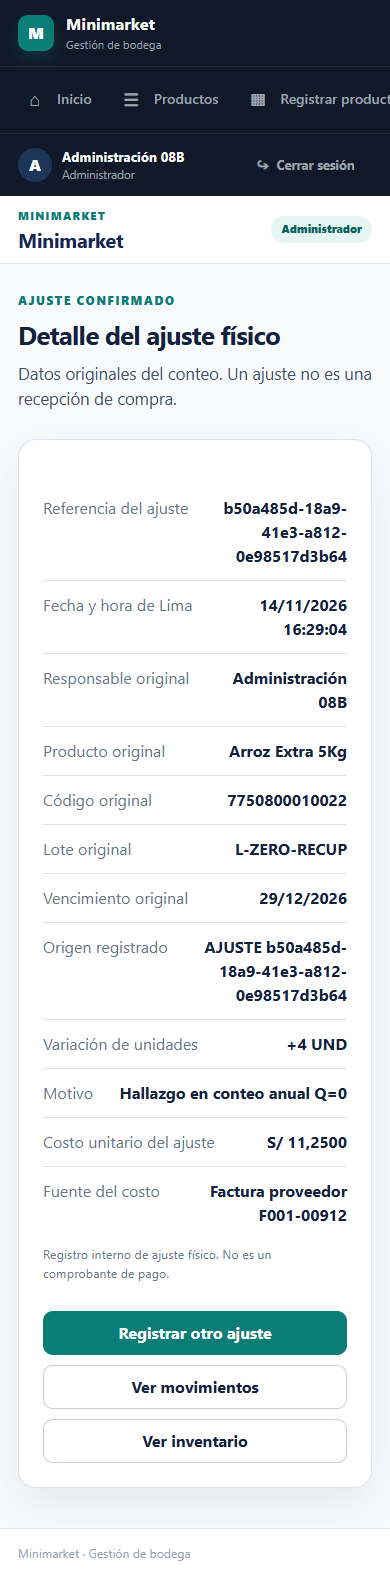 M
Minimarket
Gestión de bodega
Inicio
Productos
Registrar product
A
Administración 08B
Administrador
Cerrar sesión
MINIMARKET
Minimarket
Administrador
AJUSTE CONFIRMADO
Detalle del ajuste físico
Datos originales del conteo. Un ajuste no es una
recepción de compra.
Referencia del ajuste
b50a485d-18a9-
41e3-a812-
0e98517d3b64
Fecha y hora de Lima
14/11/2026
16:29:04
Responsable original
Administración
08B
Producto original
Arroz Extra 5Kg
Código original
7750800010022
Lote original
L-ZERO-RECUP
Vencimiento original
29/12/2026
Origen registrado
AJUSTE b50a485d-
18a9-41e3-a812-
0e98517d3b64
Variación de unidades
+4 UND
Motivo
Hallazgo en conteo anual Q=0
Costo unitario del ajuste
S/ 11,2500
Fuente del costo
Factura proveedor
F001-00912
Registro interno de ajuste físico. No es un
comprobante de pago.
Registrar otro ajuste
Ver movimientos
Ver inventario
Minimarket · Gestión de bodega